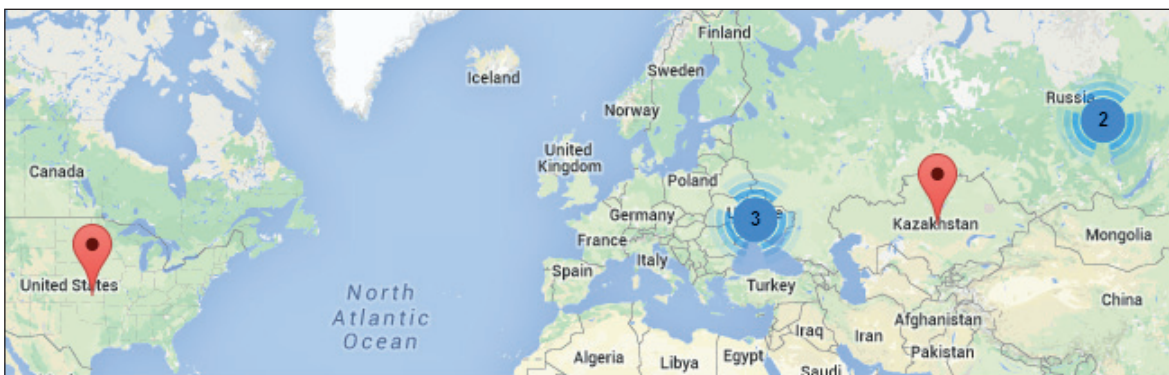 Finland
Iceland
Sweden
Russia
2
Norway
United
Kingdom
Canada
Poland
Germany
3
Kazakhstan
Mongolia
France
Italy
Spain
United States
Turkey
North
Atlantic
Ocean
China
Afghanistan
Iraq
Iran
Algeria
Libya
Egypt
Pakistan
Saudi